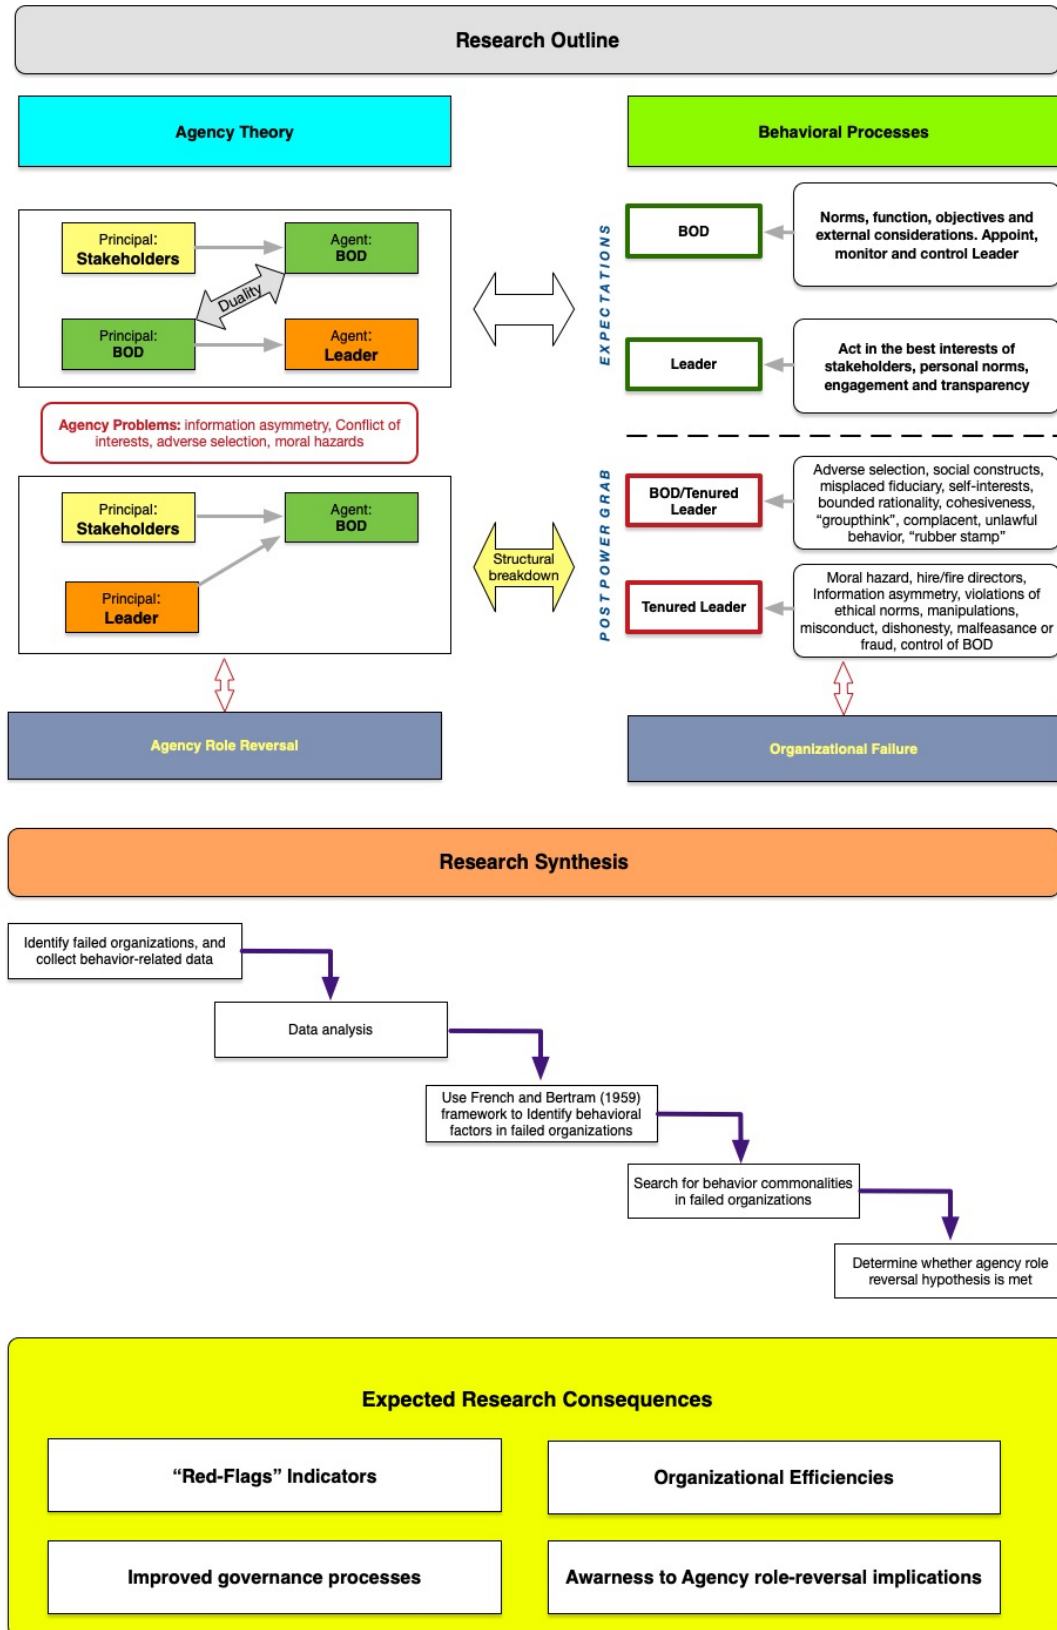 Research Outline
Agency Theory
Behavioral Processes
Principal:
Stakeholders
Agent:
BOD
Duality
Principal:
BOD
Agent:
Leader
EXPECTATIONS
BOD
Norms, function, objectives and
external considerations. Appoint,
monitor and control Leader
Leader
Act in the best interests of
stakeholders, personal norms,
engagement and transparency
Agency Problems: information asymmetry, Conflict of
interests, adverse selection, moral hazards
Principal:
Stakeholders
Agent:
BOD
Principal:
Leader
Structural
breakdown
POST POWER GRAB
BOD/Tenured
Leader
Adverse selection, social constructs,
misplaced fiduciary, self-interests,
bounded rationality, cohesiveness,
“groupthink”, complacent, unlawful
behavior, “rubber stamp”
Tenured Leader
Moral hazard, hire/fire directors,
Information asymmetry, violations of
ethical norms, manipulations,
misconduct, dishonesty, malfeasance or
fraud, control of BOD
Agency Role Reversal
Organizational Failure
Research Synthesis
Identify failed organizations, and
collect behavior-related data
Data analysis
Use French and Bertram (1959)
framework to Identify behavioral
factors in failed organizations
Search for behavior commonalities
in failed organizations
Determine whether agency role
reversal hypothesis is met
Expected Research Consequences
“Red-Flags” Indicators
Organizational Efficiencies
Improved governance processes
Awarness to Agency role-reversal implications